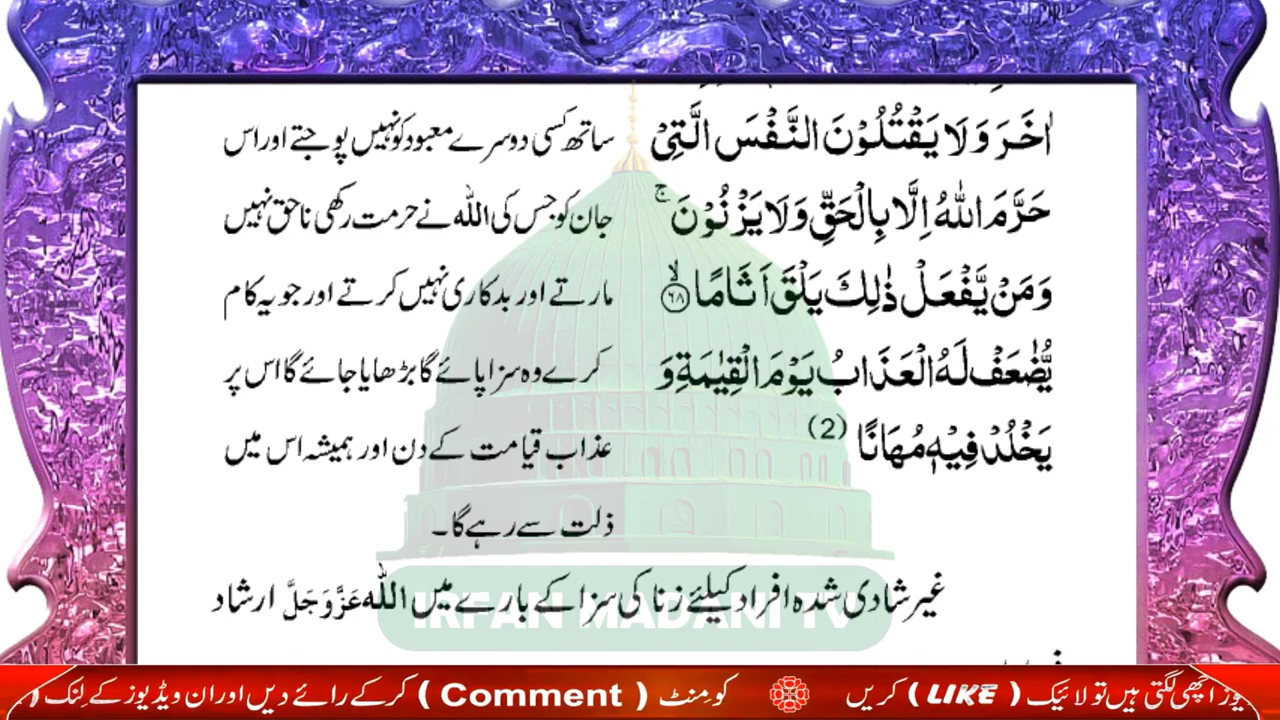 اٰخَرَ وَ لَا یَقْتُلُوْنَ النَّفْسَ الَّتِیْ
حَرَّمَ اللّٰهُ اِلَّا بِالْحَقِّ وَ لَا یَزْنُوْنَ ۚ
وَ مَنْ یَّفْعَلْ ذٰلِكَ یَلْقَ اَثَامًا ۙ﴿۶۸﴾
یُّضٰعَفْ لَهُ الْعَذَابُ یَوْمَ الْقِیٰمَةِ وَ
یَخْلُدْ فِیْهٖ مُهَانًا (2)
ساتھ کسی دوسرے معبود کو نہیں پوجتے اور اس
جان کو جس کی اللہ نے حرمت رکھی ناحق نہیں
مارتے اور بدکاری نہیں کرتے اور جو یہ کام
کرے وہ سزا پائے گا بڑھایا جائے گا اس پر
عذاب قیامت کے دن اور ہمیشہ اس میں
ذلت سے رہے گا۔
غیر شادی شدہ افراد کیلئے زنا کی سزا کے بارے میں اللہ عَزَّوَجَلَّ ارشاد
IRFAN MADANI TV
یوز اچھی لگتی ہیں تو لائیک ( LIKE ) کریں
کومنٹ ( Comment ) کرکے رائے دیں اور ان ویڈیوز کے لنک